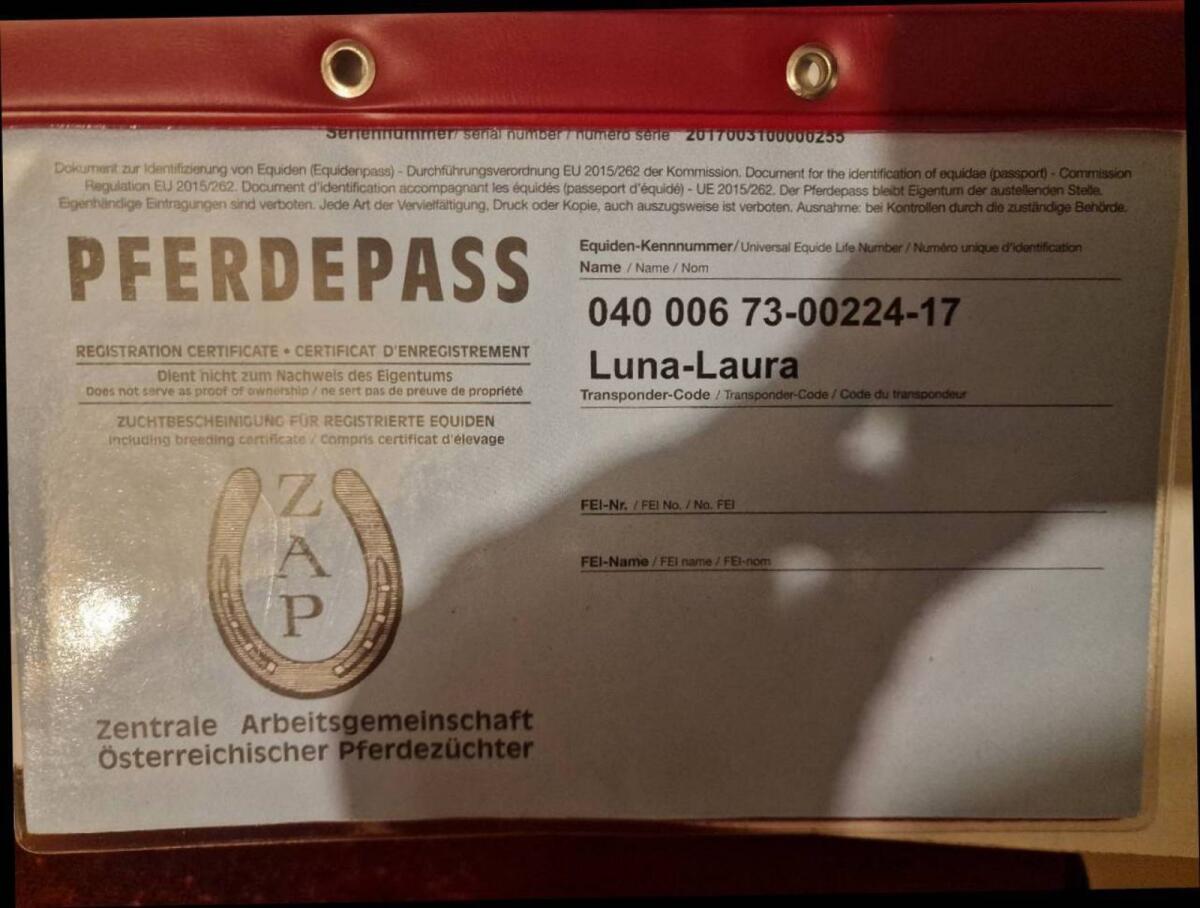 Seriennummer/ serial number / numéro série 2017003100000255
Dokument zur Identifizierung von Equiden (Equidenpass) - Durchführungsverordnung EU 2015/262 der Kommission. Document for the identification of equidae (passport) - Commission
Regulation EU 2015/262. Document d'identification accompagnant les équidés (passeport d'équidé) - UE 2015/262. Der Pferdepass bleibt Eigentum der austellenden Stelle.
Eigenhändige Eintragungen sind verboten. Jede Art der Vervielfältigung, Druck oder Kopie, auch auszugsweise ist verboten. Ausnahme: bei Kontrollen durch die zuständige Behörde.
PFERDEPASS
REGISTRATION CERTIFICATE • CERTIFICAT D'ENREGISTREMENT
Dient nicht zum Nachweis des Eigentums
Does not serve as proof of ownership / ne sert pas de preuve de propriété
ZUCHTBESCHEINIGUNG FÜR REGISTRIERTE EQUIDEN
Including breeding certificate / Compris certificat d'élevage
Z
A
P
Zentrale Arbeitsgemeinschaft
Österreichischer Pferdezüchter
Equiden-Kennnummer/ Universal Equide Life Number / Numéro unique d'identification
Name / Name / Nom
040 006 73-00224-17
Luna-Laura
Transponder-Code / Transponder-Code / Code du transpondeur
FEI-Nr. / FEI No. / No. FEI
FEI-Name / FEI name / FEI-nom